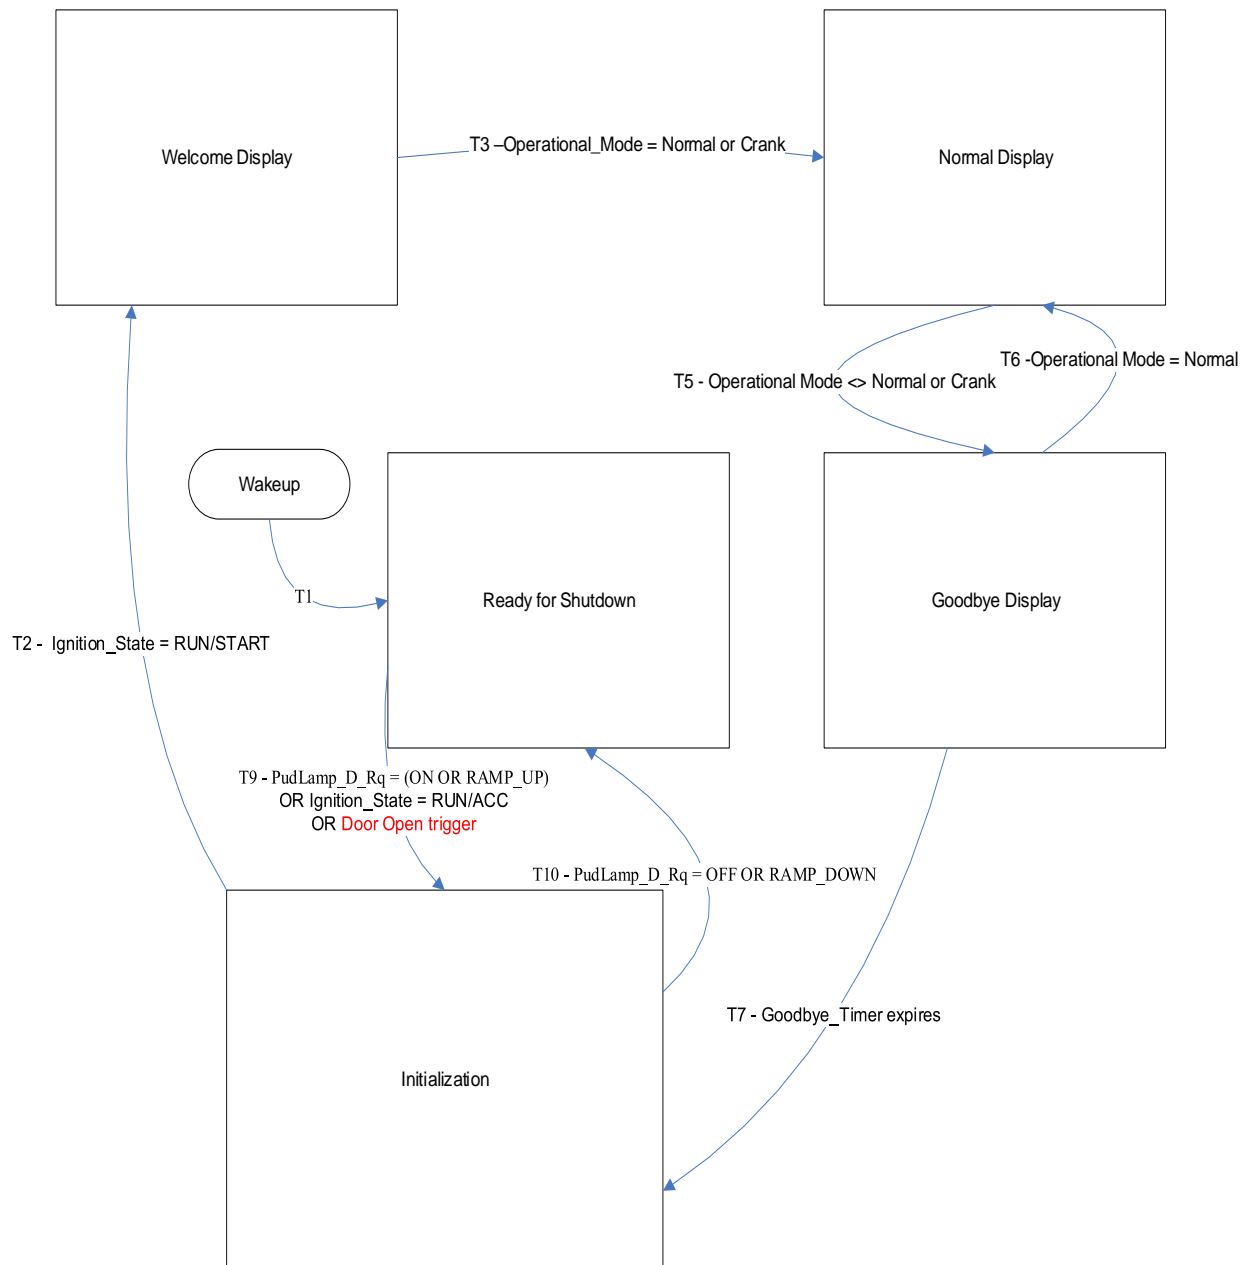 Welcome Display
T3 –Operational_Mode = Normal or Crank
Normal Display
T6 -Operational Mode = Normal
T5 - Operational Mode <> Normal or Crank
Wakeup
T1
Ready for Shutdown
Goodbye Display
T2 - Ignition_State = RUN/START
T9 - PudLamp_D_Rq = (ON OR RAMP_UP)
OR Ignition_State = RUN/ACC
OR Door Open trigger
T10 - PudLamp_D_Rq = OFF OR RAMP_DOWN
T7 - Goodbye_Timer expires
Initialization